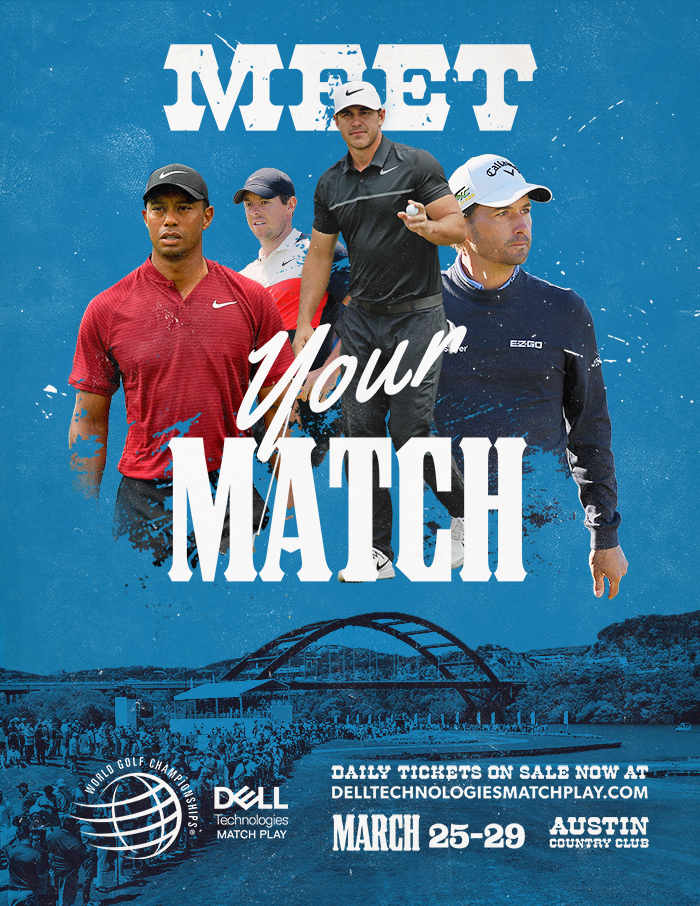 MEET
Callaway
EZGO
Your
MATCH
WORLD GOLF CHAMPIONSHIPS®
DELL
Technologies
MATCH PLAY
DAILY TICKETS ON SALE NOW AT
DELLTECHNOLOGIESMATCHPLAY.COM
MARCH 25-29
AUSTIN
COUNTRY CLUB